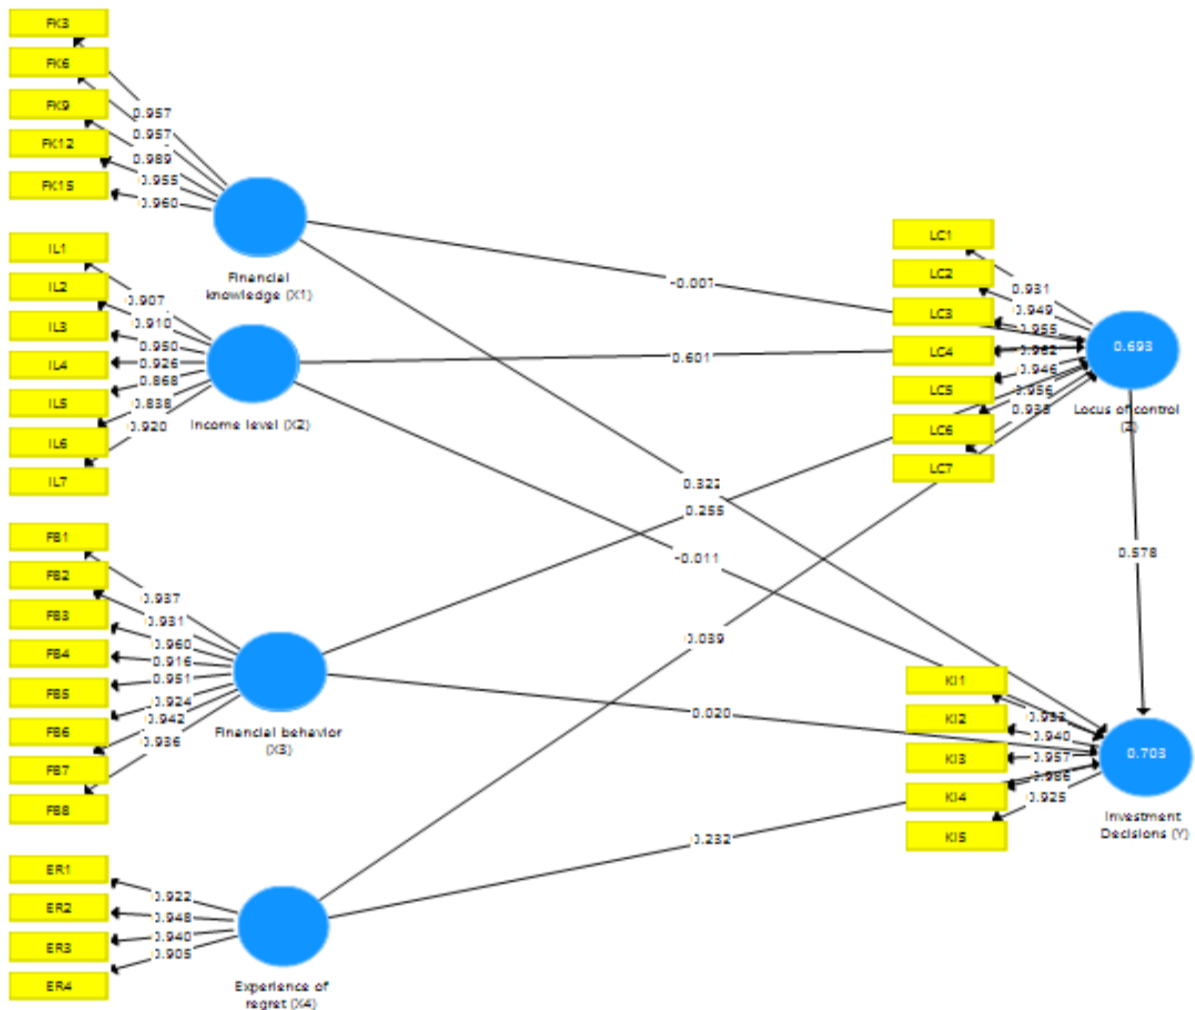 FK3
FK6
FK9
FK12
FK15
0.957
0.957
0.989
0.955
0.960
Financial
knowledge (X1)
IL1
IL2
IL3
IL4
IL5
IL6
IL7
0.907
0.910
0.950
0.926
0.868
0.838
0.920
Income level (X2)
FB1
FB2
FB3
FB4
FB5
FB6
FB7
FB8
0.937
0.931
0.960
0.916
0.951
0.924
0.942
0.936
Financial behavior
(X3)
ER1
ER2
ER3
ER4
0.922
0.948
0.940
0.905
Experience of
regret (X4)
-0.007
0.601
0.322
0.255
-0.011
0.039
0.020
0.232
LC1
LC2
LC3
LC4
LC5
LC6
LC7
0.931
0.949
0.955
0.962
0.946
0.956
0.693
Locus of control
(Z)
0.578
KI1
KI2
KI3
KI4
KI5
0.940
0.957
0.986
0.925
0.703
Investment
Decisions (Y)